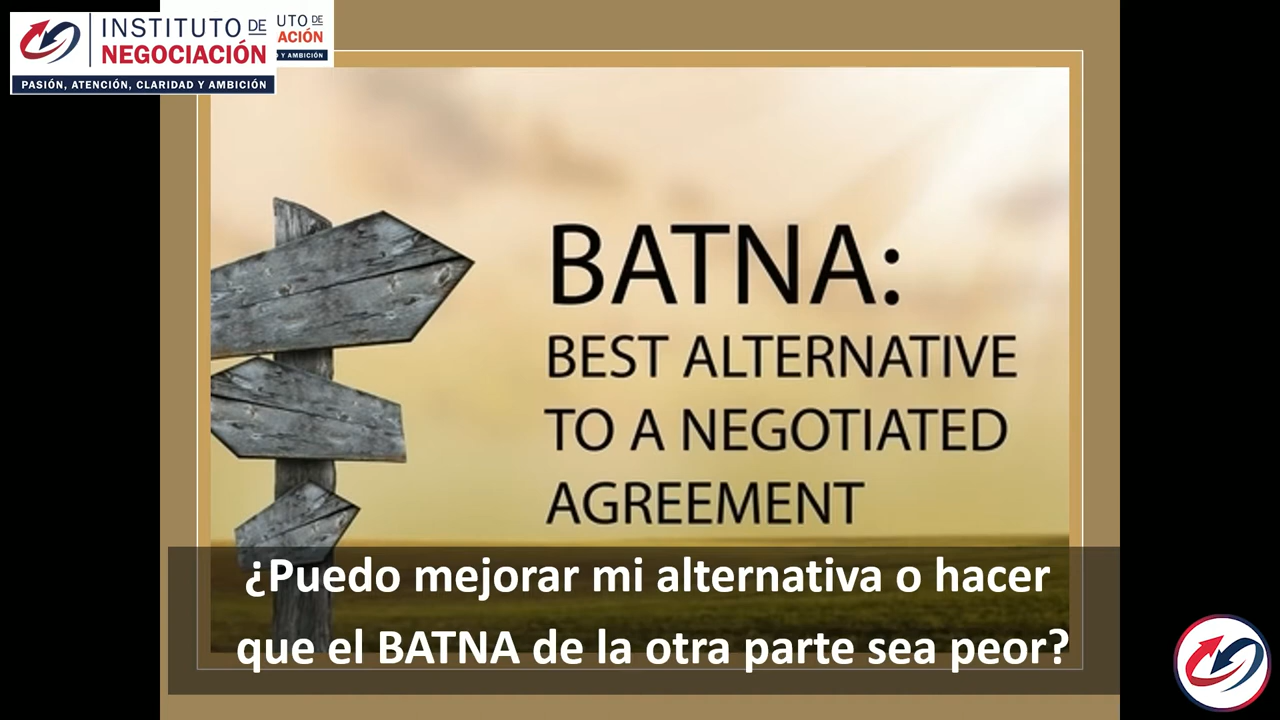 INSTITUTO DE
NEGOCIACIÓN
PASIÓN, ATENCIÓN, CLARIDAD Y AMBICIÓN
UTO DE
ACIÓN
Y AMBICIÓN
BATNA:
BEST ALTERNATIVE
TO A NEGOTIATED
AGREEMENT
¿Puedo mejorar mi alternativa o hacer
que el BATNA de la otra parte sea peor?